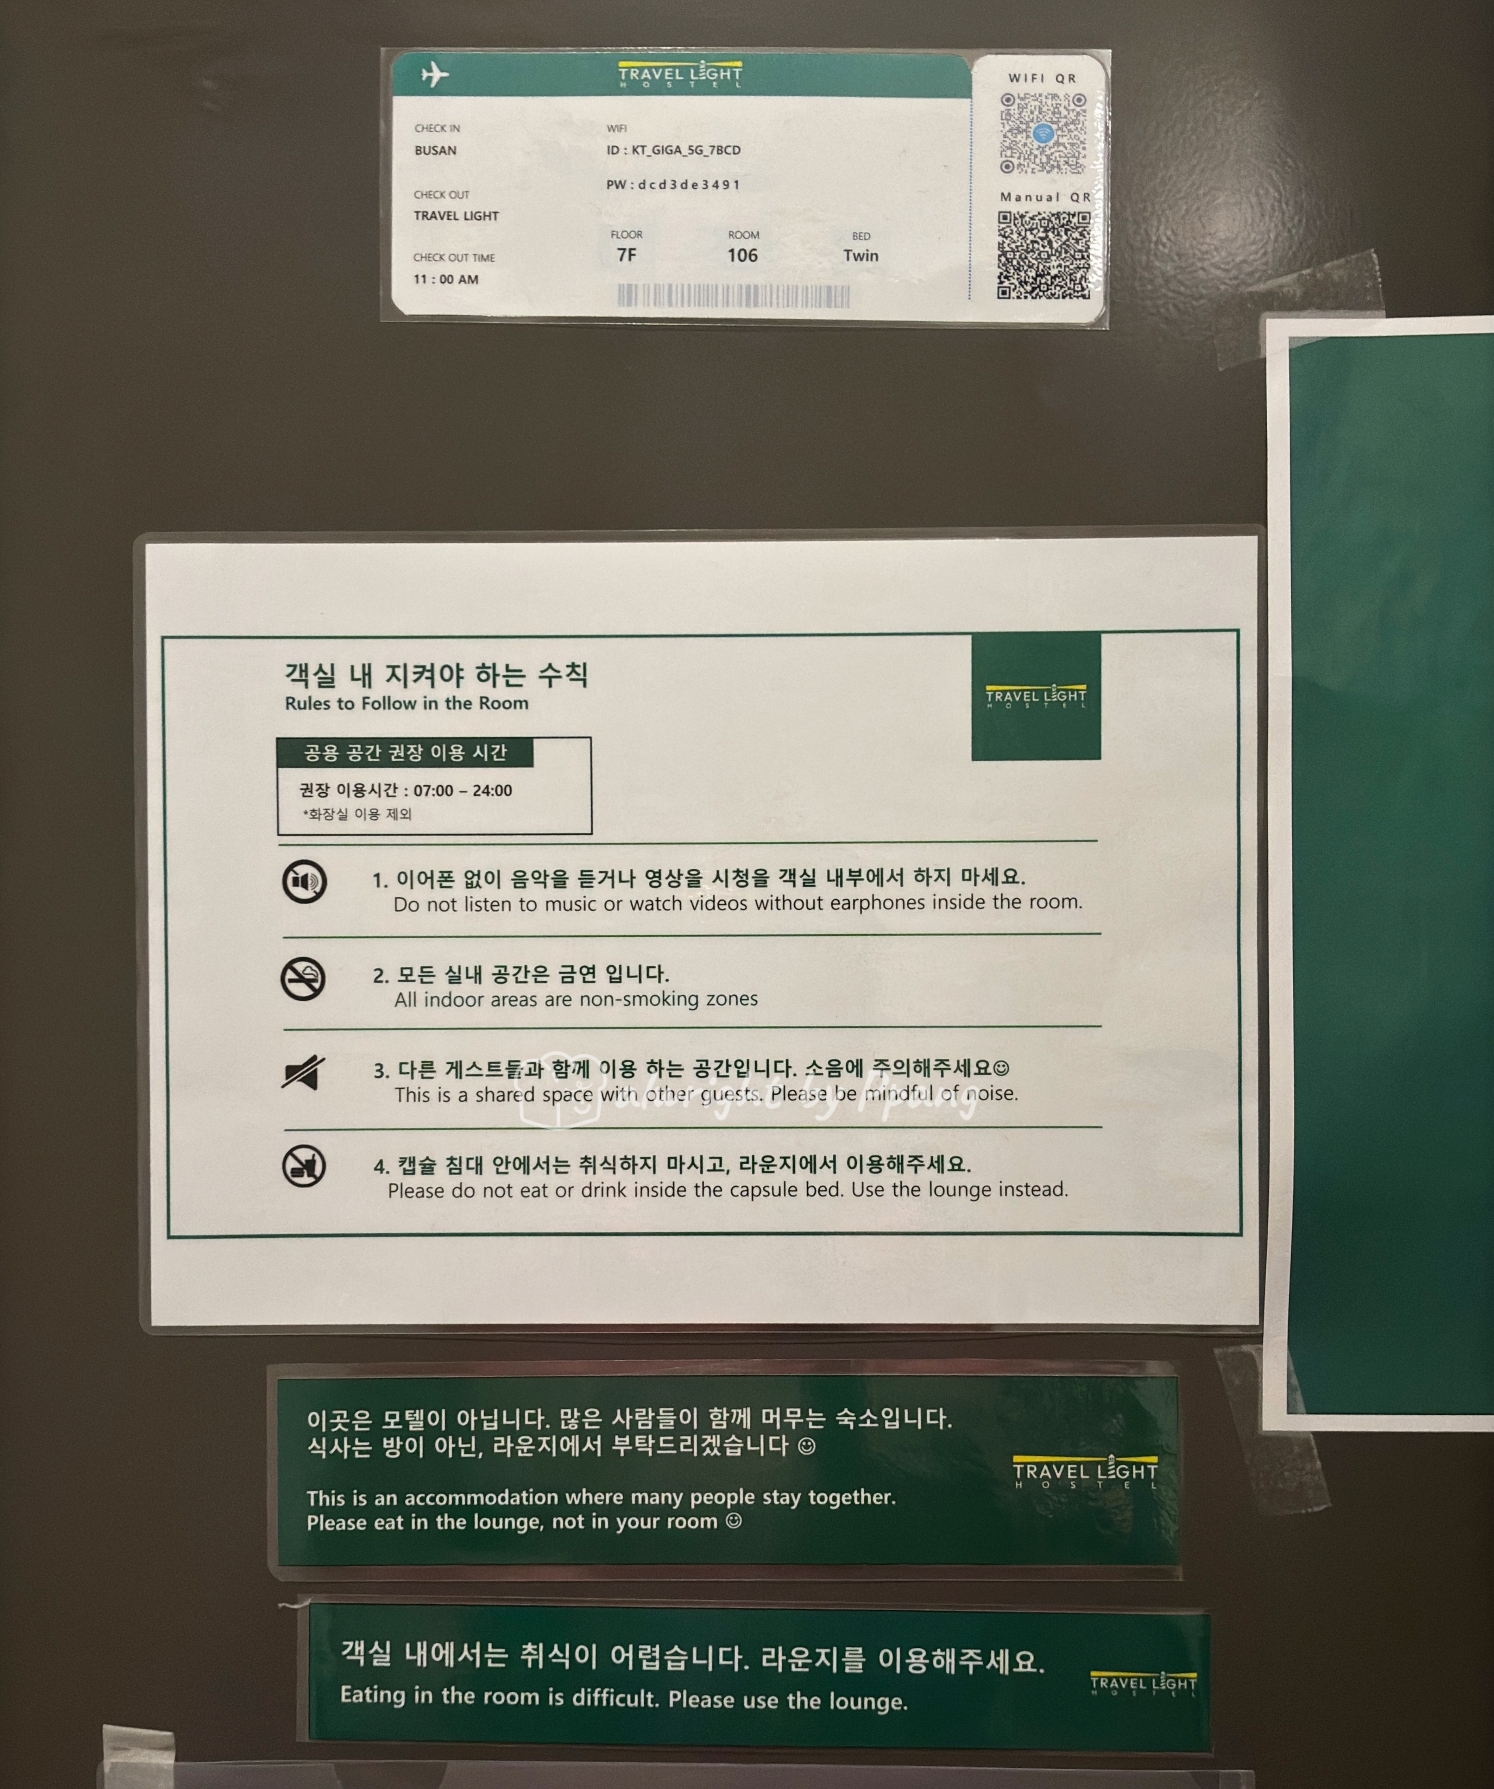 TRAVEL LIGHT
HOSTEL
CHECK IN
BUSAN
CHECK OUT
TRAVEL LIGHT
CHECK OUT TIME
11 : 00 AM
WIFI
ID : KT_GIGA_5G_7BCD
PW : dcd3de3491
FLOOR
7F
ROOM
106
BED
Twin
WIFI QR
Manual QR
객실 내 지켜야 하는 수칙
Rules to Follow in the Room
TRAVEL LIGHT
HOSTEL
공용 공간 권장 이용 시간
권장 이용시간 : 07:00 – 24:00
*화장실 이용 제외
1. 이어폰 없이 음악을 듣거나 영상을 시청을 객실 내부에서 하지 마세요.
Do not listen to music or watch videos without earphones inside the room.
2. 모든 실내 공간은 금연 입니다.
All indoor areas are non-smoking zones
3. 다른 게스트들과 함께 이용 하는 공간입니다. 소음에 주의해주세요☺
This is a shared space with other guests. Please be mindful of noise.
4. 캡슐 침대 안에서는 취식하지 마시고, 라운지에서 이용해주세요.
Please do not eat or drink inside the capsule bed. Use the lounge instead.
이곳은 모텔이 아닙니다. 많은 사람들이 함께 머무는 숙소입니다.
식사는 방이 아닌, 라운지에서 부탁드리겠습니다 ☺
This is an accommodation where many people stay together.
Please eat in the lounge, not in your room ☺
TRAVEL LIGHT
HOSTEL
객실 내에서는 취식이 어렵습니다. 라운지를 이용해주세요.
Eating in the room is difficult. Please use the lounge.
TRAVEL LIGHT
HOSTEL